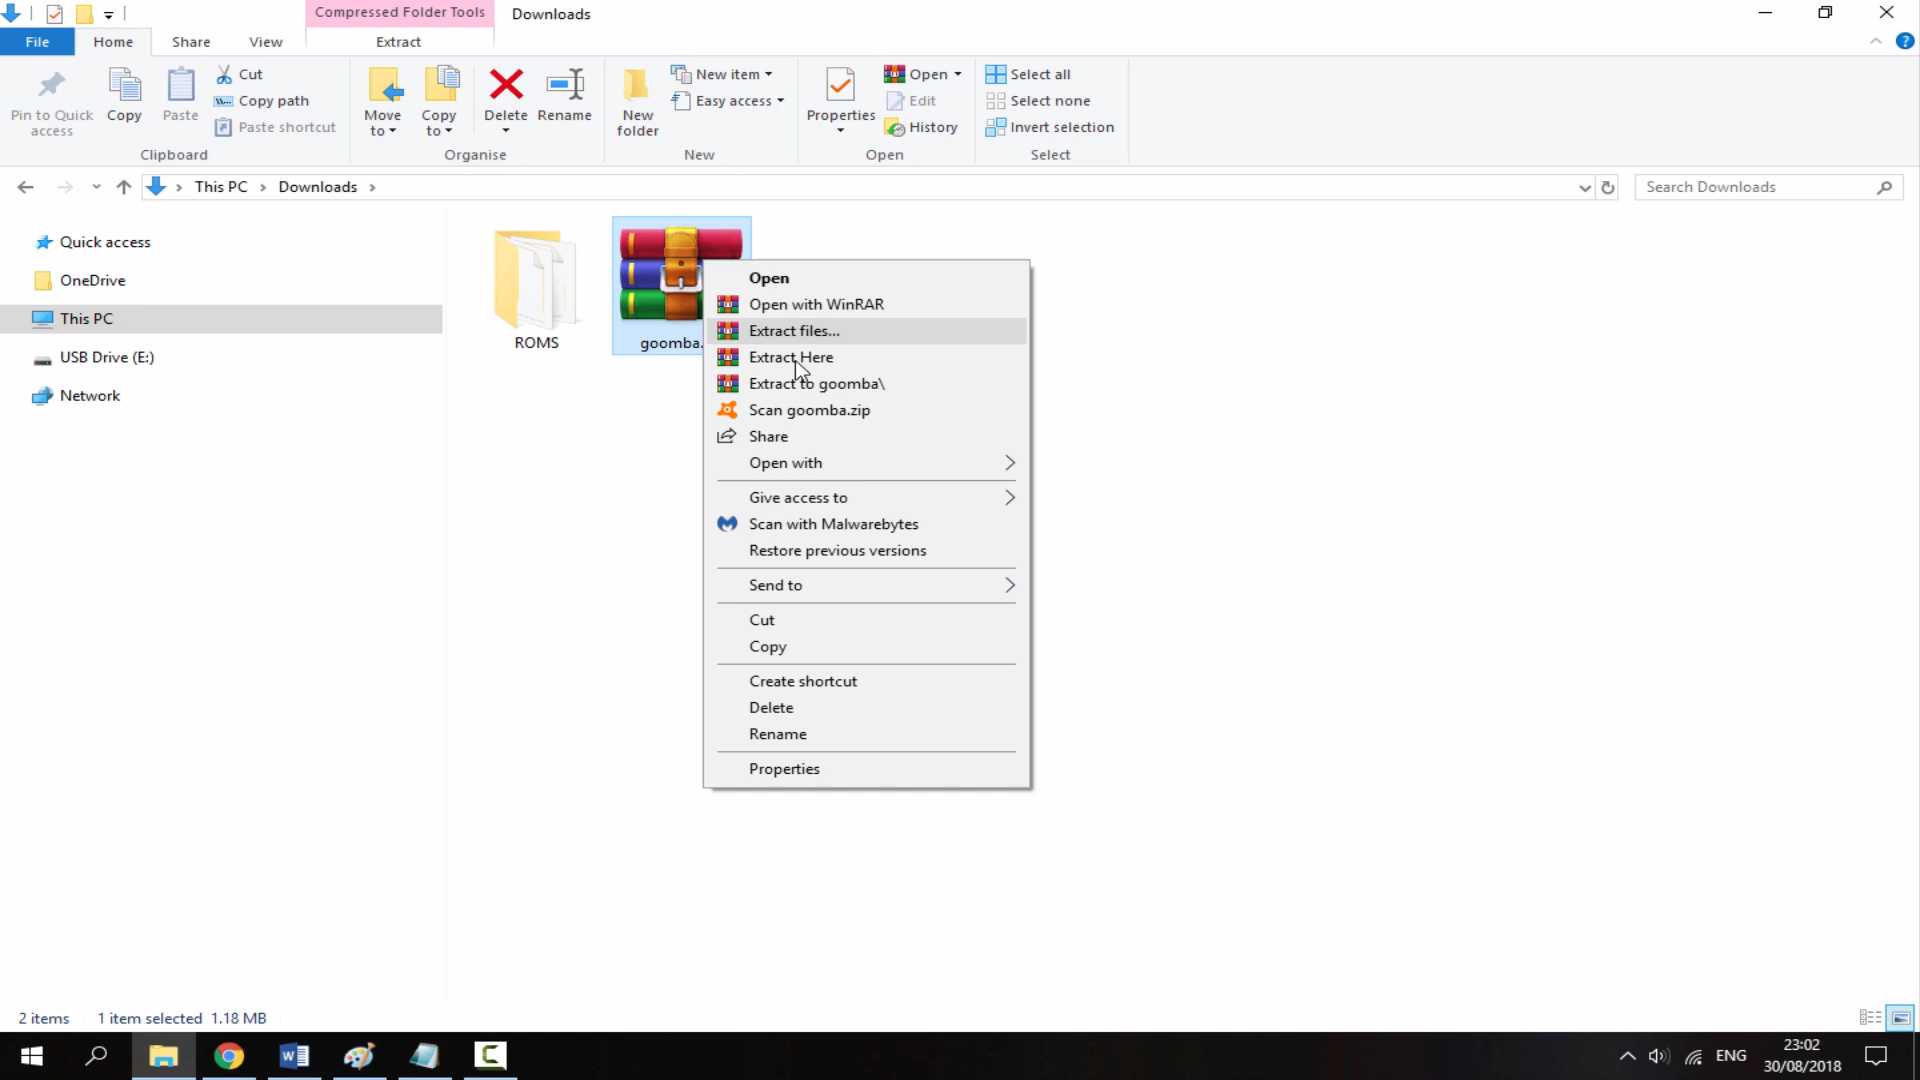 Compressed Folder Tools
Downloads
File
Home
Share
View
Extract
Pin to Quick access
Copy
Paste
Cut
Copy path
Paste shortcut
Clipboard
Move to
Copy to
Delete
Rename
Organise
New folder
New item
Easy access
New
Properties
Open
Edit
History
Open
Select all
Select none
Invert selection
Select
This PC > Downloads >
Search Downloads
Quick access
OneDrive
This PC
USB Drive (E:)
Network
ROMS
goomba.
Open
Open with WinRAR
Extract files...
Extract Here
Extract to goomba\
Scan goomba.zip
Share
Open with
Give access to
Scan with Malwarebytes
Restore previous versions
Send to
Cut
Copy
Create shortcut
Delete
Rename
Properties
2 items
1 item selected 1.18 MB
ENG
23:02
30/08/2018